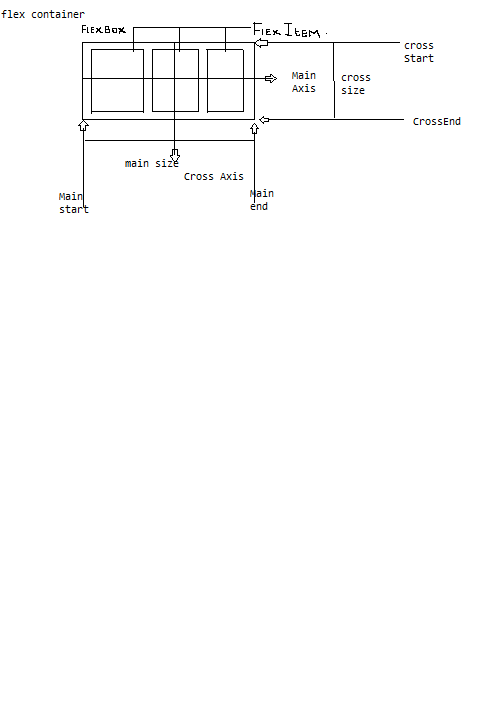 flex container
FLEXBOX
FLEX ITEM.
cross
Start
Main
Axis
cross
size
CrossEnd
main size
Cross Axis
Main
start
Main
end